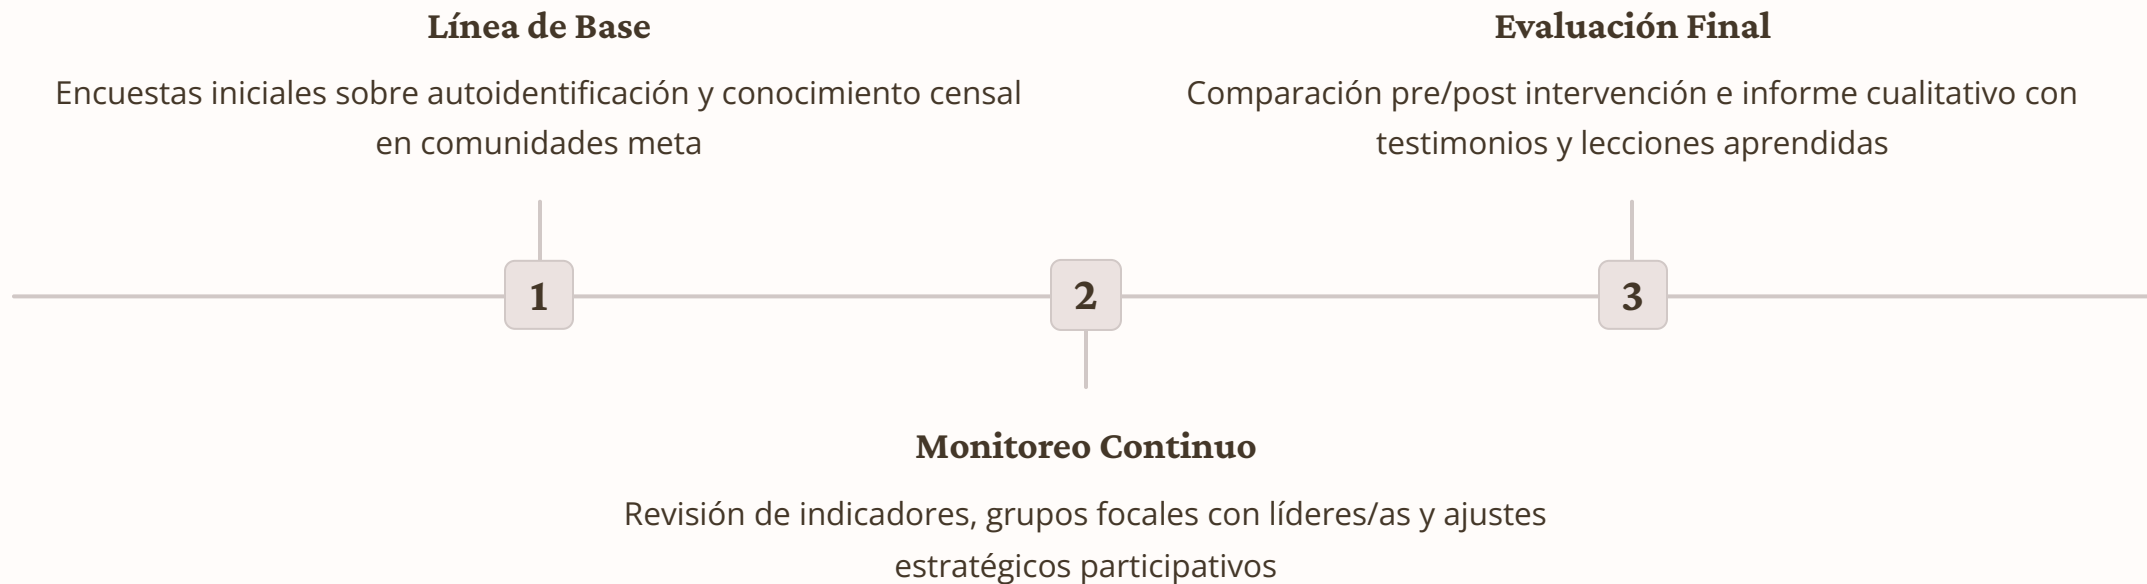 Línea de Base
Encuestas iniciales sobre autoidentificación y conocimiento censal
en comunidades meta
Evaluación Final
Comparación pre/post intervención e informe cualitativo con
testimonios y lecciones aprendidas
1
2
3
Monitoreo Continuo
Revisión de indicadores, grupos focales con líderes/as y ajustes
estratégicos participativos